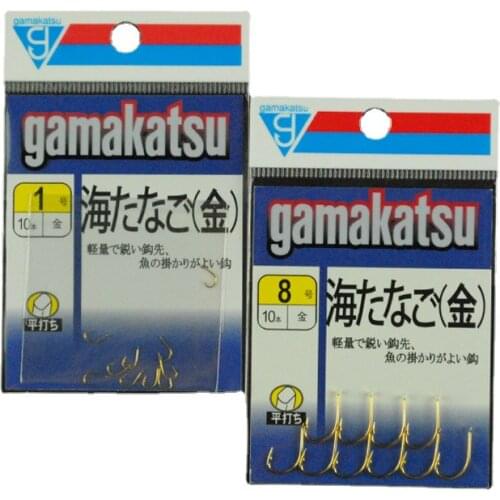 gamakatsu
gamakatsu
1号
10本 金
海たなご(金)
軽量で鋭い鈎先、
魚の掛かりがよい鈎
平打ち
gamakatsu
gamakatsu
8号
10本 金
海たなご(金)
軽量で鋭い鈎先、
魚の掛かりがよい鈎
平打ち